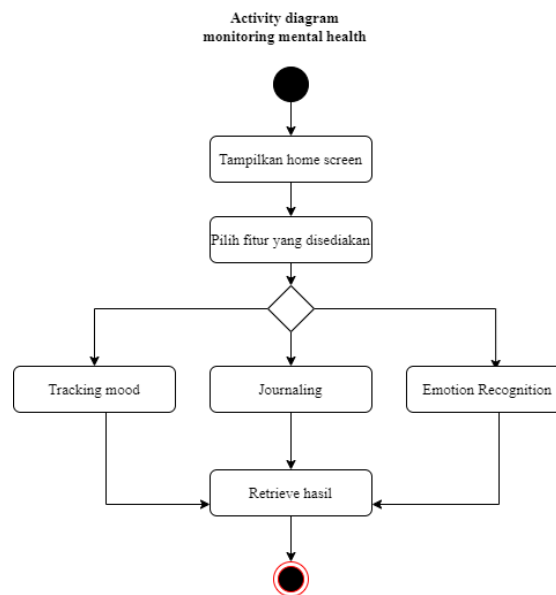 Activity diagram
monitoring mental health
Tampilkan home screen
Pilih fitur yang disediakan
Tracking mood
Journaling
Emotion Recognition
Retrieve hasil